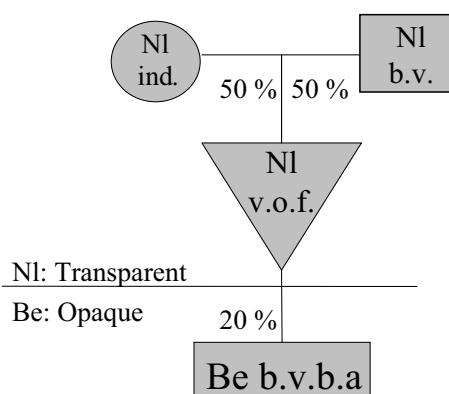 Nl
ind.
Nl
b.v.
50 % 50 %
Nl
v.o.f.
Nl: Transparent
Be: Opaque
20 %
Be b.v.b.a